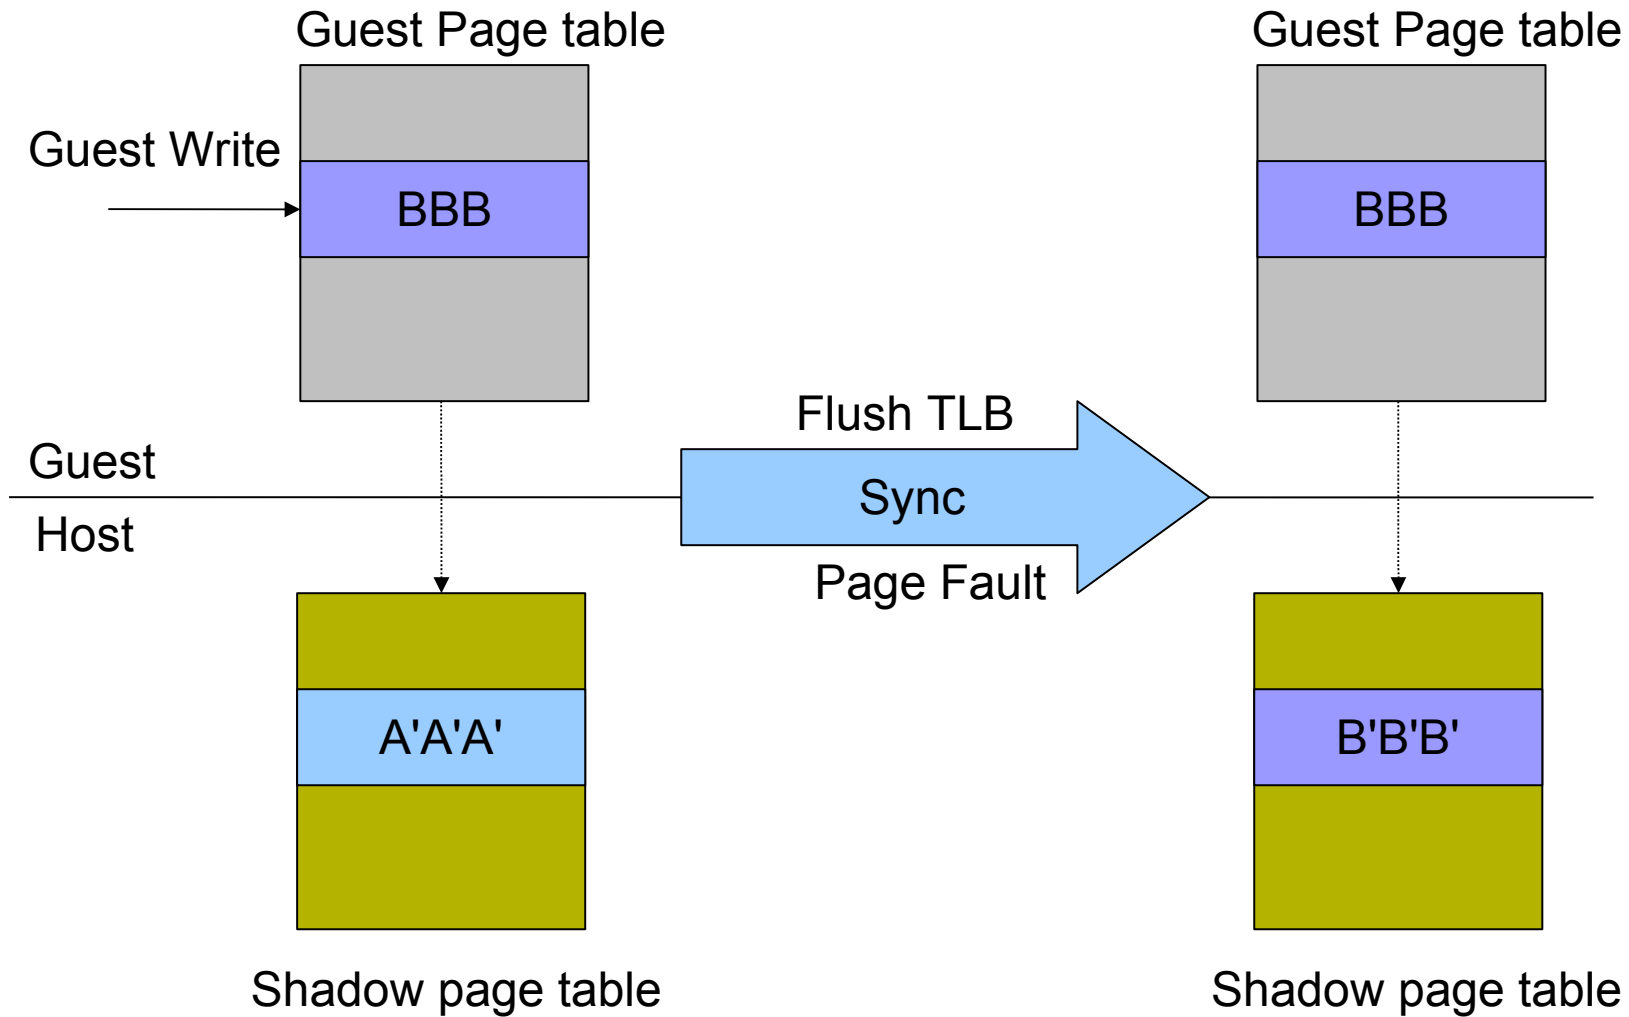 Guest Page table
Guest Page table
Guest Write
BBB
BBB
Flush TLB
Guest
Sync
Host
Page Fault
A'A'A'
B'B'B'
Shadow page table
Shadow page table